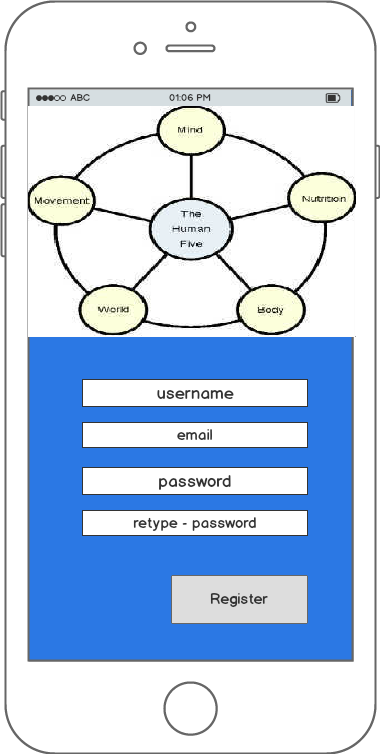 ABC 01:06 PM
Mind
Movement
Nutrition
The
Human
Five
World
Body
username
email
password
retype - password
Register